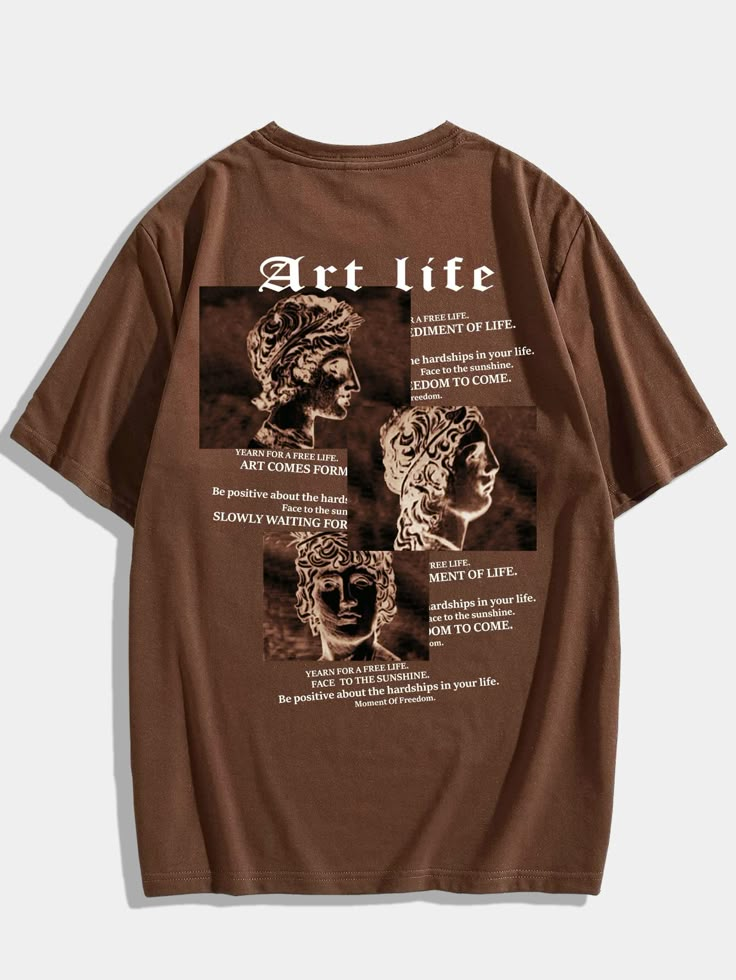 Art life
R A FREE LIFE.
EDIMENT OF LIFE.
he hardships in your life.
Face to the sunshine.
EEDOM TO COME.
reedom.
YEARN FOR A FREE LIFE.
ART COMES FORM
Be positive about the hards
Face to the sun
SLOWLY WAITING FOR
REE LIFE.
MENT OF LIFE.
ardships in your life.
ace to the sunshine.
OOM TO COME.
om.
YEARN FOR A FREE LIFE.
FACE TO THE SUNSHINE.
Be positive about the hardships in your life.
Moment Of Freedom.